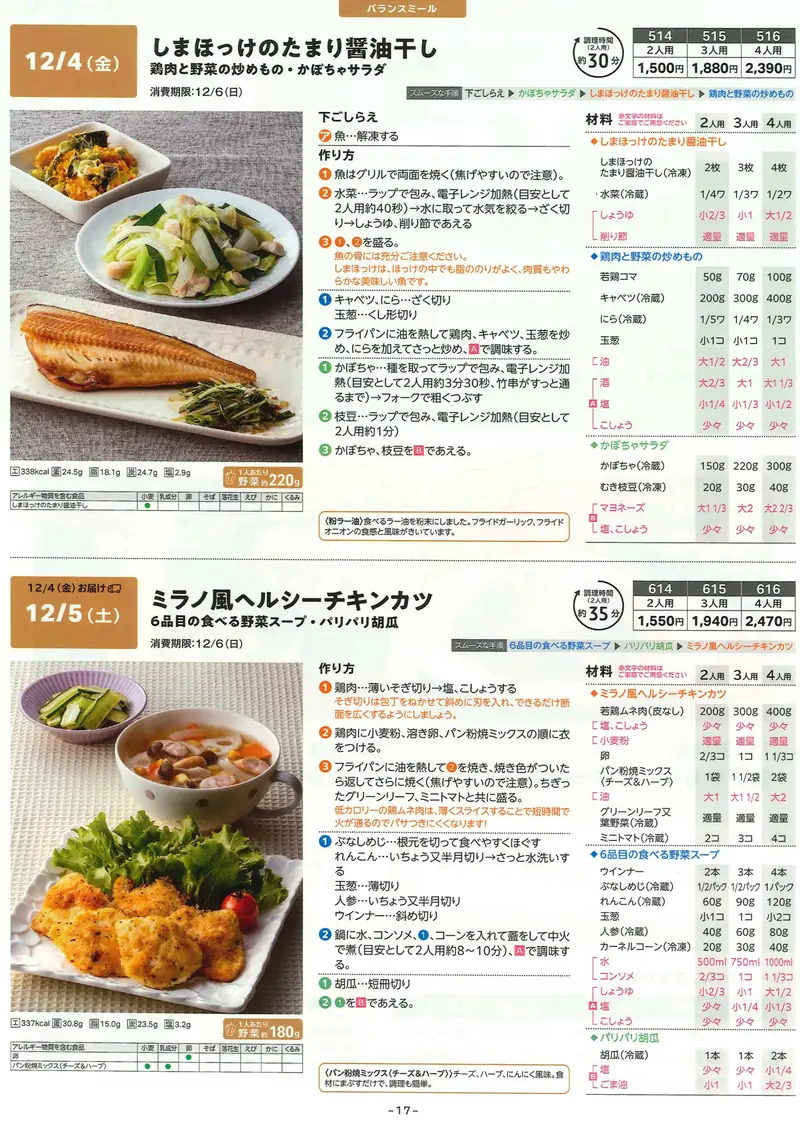 バランスミール
12/4(金)
しまほっけのたまり醤油干し
鶏肉と野菜の炒めもの・かぼちゃサラダ
消費期限:12/6(日)
調理時間
(2人用)
約30分
514 515 516
2人用 3人用 4人用
1,500円 1,880円 2,390円
スムーズな手順 下ごしらえ▶かぼちゃサラダ▶しまほっけのたまり醤油干し▶鶏肉と野菜の炒めもの
下ごしらえ
ア 魚…解凍する
作り方
❶魚はグリルで両面を焼く(焦げやすいので注意)。
❷水菜…ラップで包み、電子レンジ加熱(目安として
2人用約40秒)→水に取って水気を絞る→ざく切
り→しょうゆ、削り節であえる
❸❶、❷を盛る。
魚の骨には充分ご注意ください。
しまほっけは、ほっけの中でも脂ののりがよく、肉質もやわ
らかな美味しい魚です。
❶キャベツ、にら…ざく切り
玉葱…くし形切り
❷フライパンに油を熱して鶏肉、キャベツ、玉葱を炒
め、にらを加えてさっと炒め、Aで調味する。
❶かぼちゃ…種を取ってラップで包み、電子レンジ加
熱(目安として2人用約3分30秒、竹串がすっと通
るまで)→フォークで粗くつぶす
❷枝豆…ラップで包み、電子レンジ加熱(目安として
2人用約1分)
❸かぼちゃ、枝豆をBであえる。
〈粉ラー油〉食べるラー油を粉末にしました。フライドガーリック、フライド
オニオンの食感と風味がきいています。
材料 赤文字の材料は
ご家庭でご用意ください 2人用 3人用 4人用
◆しまほっけのたまり醤油干し
しまほっけの
たまり醤油干し(冷凍) 2枚 3枚 4枚
水菜(冷蔵) 1/4ワ 1/3ワ 1/2ワ
しょうゆ 小2/3 小1 大1/2
削り節 適量 適量 適量
◆鶏肉と野菜の炒めもの
若鶏コマ 50g 70g 100g
キャベツ(冷蔵) 200g 300g 400g
にら(冷蔵) 1/5ワ 1/4ワ 1/3ワ
玉葱 小1コ 小1コ 1コ
油 大1/2 大2/3 大1
酒 大2/3 大1 大1 1/3
A 塩 小1/4 小1/3 小1/2
こしょう 少々 少々 少々
◆かぼちゃサラダ
かぼちゃ(冷蔵) 150g 220g 300g
むき枝豆(冷凍) 20g 30g 40g
マヨネーズ 大1 1/3 大2 大2 2/3
B 塩、こしょう 少々 少々 少々
エ338kcal 蛋24.5g 脂18.1g 炭24.7g 塩2.9g
1人あたり
野菜約220g
アレルギー物質を含む食品 小麦 乳成分 卵 そば 落花生 えび かに くるみ
しまほっけのたまり醤油干し ●
12/4(金)お届け
12/5(土)
ミラノ風ヘルシーチキンカツ
6品目の食べる野菜スープ・パリパリ胡瓜
消費期限:12/6(日)
調理時間
(2人用)
約35分
614 615 616
2人用 3人用 4人用
1,550円 1,940円 2,470円
スムーズな手順 6品目の食べる野菜スープ▶パリパリ胡瓜▶ミラノ風ヘルシーチキンカツ
作り方
❶鶏肉…薄いそぎ切り→塩、こしょうする
そぎ切りは包丁をねかせて斜めに刃を入れ、できるだけ断
面を広くするようにしましょう。
❷鶏肉に小麦粉、溶き卵、パン粉焼ミックスの順に衣
をつける。
❸フライパンに油を熱して❷を焼き、焼き色がついた
ら返してさらに焼く(焦げやすいので注意)。ちぎっ
たグリーンリーフ、ミニトマトと共に盛る。
低カロリーの鶏ムネ肉は、薄くスライスすることで短時間で
火が通るのでパサつきにくくなります!
❶ぶなしめじ…根元を切って食べやすくほぐす
れんこん…いちょう又半月切り→さっと水洗いす
る
玉葱…薄切り
人参…いちょう又半月切り
ウインナー…斜め切り
❷鍋に水、コンソメ、❶、コーンを入れて蓋をして中火
で煮(目安として2人用約8～10分)、Aで調味す
る。
❶胡瓜…短冊切り
❷❶をBであえる。
〈パン粉焼ミックス(チーズ&ハーブ)〉チーズ、ハーブ、にんにく風味。食
材にまぶすだけで、調理も簡単。
材料 赤文字の材料は
ご家庭でご用意ください 2人用 3人用 4人用
◆ミラノ風ヘルシーチキンカツ
若鶏ムネ肉(皮なし) 200g 300g 400g
塩、こしょう 少々 少々 少々
小麦粉 適量 適量 適量
卵 2/3コ 1コ 1 1/3コ
パン粉焼ミックス
(チーズ&ハーブ) 1袋 1 1/2袋 2袋
油 大1 大1 1/2 大2
グリーンリーフ又
葉野菜(冷蔵) 適量 適量 適量
ミニトマト(冷蔵) 2コ 3コ 4コ
◆6品目の食べる野菜スープ
ウインナー 2本 3本 4本
ぶなしめじ(冷蔵) 1/2パック 1/2パック 1パック
れんこん(冷蔵) 60g 90g 120g
玉葱 小1コ 1コ 小2コ
人参(冷蔵) 40g 60g 80g
カーネルコーン(冷凍) 20g 30g 40g
水 500ml 750ml 1000ml
コンソメ 2/3コ 1コ 1 1/3コ
しょうゆ 小2/3 小1 大1/2
A 塩 少々 小1/4 小1/3
こしょう 少々 少々 少々
◆パリパリ胡瓜
胡瓜(冷蔵) 1本 1本 2本
B 塩 少々 少々 小1/4
ごま油 小1 小1 大2/3
エ337kcal 蛋30.8g 脂15.0g 炭23.5g 塩3.2g
1人あたり
野菜約180g
アレルギー物質を含む食品 小麦 乳成分 卵 そば 落花生 えび かに くるみ
卵 ●
パン粉焼ミックス(チーズ&ハーブ) ● ●
-17-